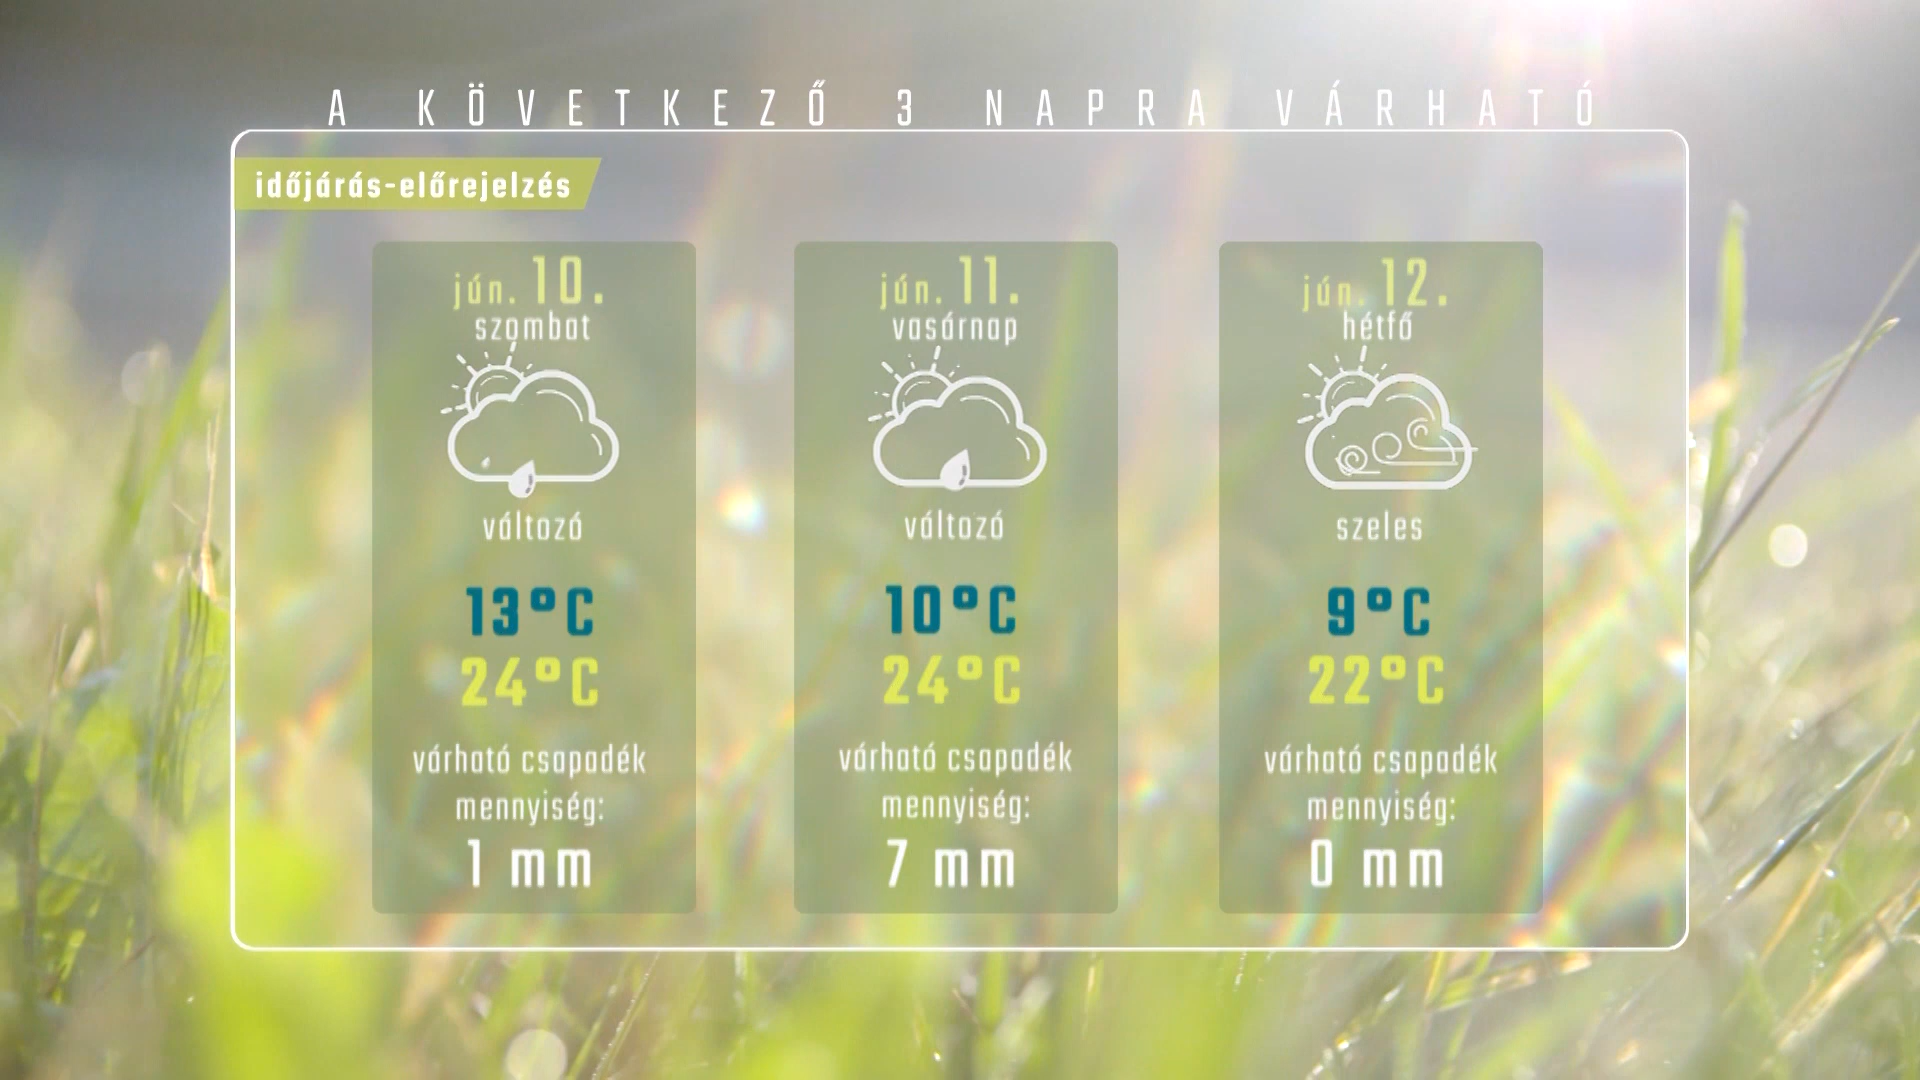 A KÖVETKEZŐ 3 NAPRA VÁRHATÓ
időjárás-előrejelzés
jún. 10.
szombat
változó
13°C
24°C
várható csapadék
mennyiség:
1 mm
jún. 11.
vasárnap
változó
10°C
24°C
várható csapadék
mennyiség:
7 mm
jún. 12.
hétfő
szeles
9°C
22°C
várható csapadék
mennyiség:
0 mm